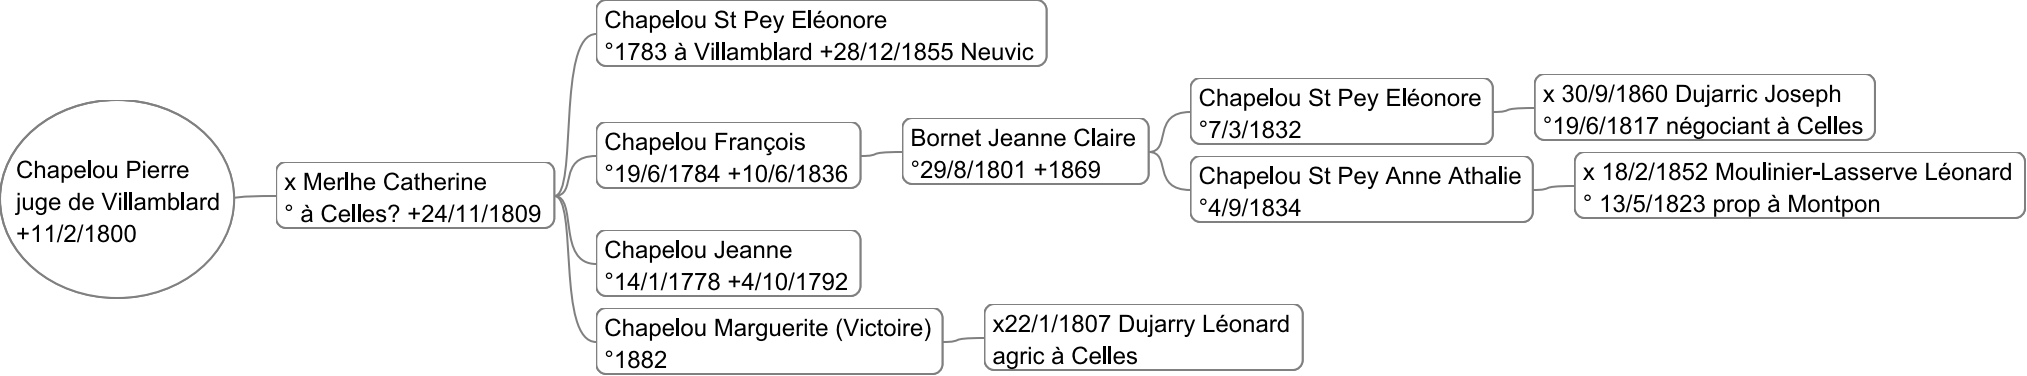 Chapelou Pierre
juge de Villamblard
+11/2/1800
x Merlhe Catherine
° à Celles? +24/11/1809
Chapelou St Pey Eléonore
°1783 à Villamblard +28/12/1855 Neuvic
Chapelou François
°19/6/1784 +10/6/1836
Bornet Jeanne Claire
°29/8/1801 +1869
Chapelou St Pey Eléonore
°7/3/1832
x 30/9/1860 Dujarric Joseph
°19/6/1817 négociant à Celles
Chapelou St Pey Anne Athalie
°4/9/1834
x 18/2/1852 Moulinier-Lasserve Léonard
° 13/5/1823 prop à Montpon
Chapelou Jeanne
°14/1/1778 +4/10/1792
Chapelou Marguerite (Victoire)
°1882
x22/1/1807 Dujarry Léonard
agric à Celles